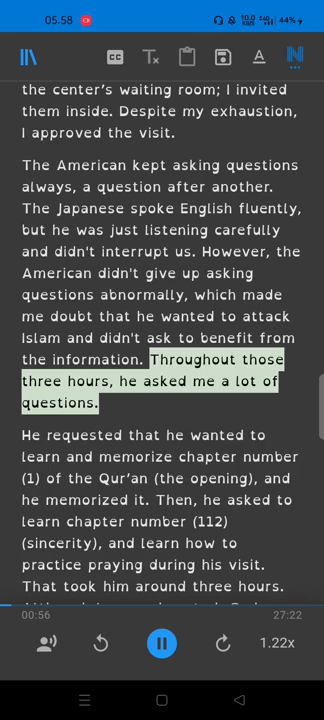 05.58
10.0 KB/S
44%
CC
the center's waiting room; I invited
them inside. Despite my exhaustion,
I approved the visit.
The American kept asking questions
always, a question after another.
The Japanese spoke English fluently,
but he was just listening carefully
and didn't interrupt us. However, the
American didn't give up asking
questions abnormally, which made
me doubt that he wanted to attack
Islam and didn't ask to benefit from
the information. Throughout those
three hours, he asked me a lot of
questions.
He requested that he wanted to
learn and memorize chapter number
(1) of the Qur'an (the opening), and
he memorized it. Then, he asked to
learn chapter number (112)
(sincerity), and learn how to
practice praying during his visit.
That took him around three hours.
00:56
27:22
1.22x